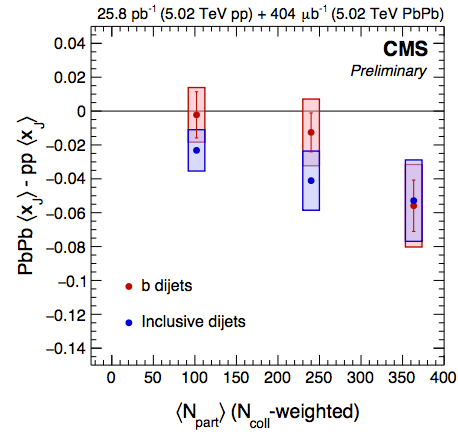 25.8 pb⁻¹ (5.02 TeV pp) + 404 μb⁻¹ (5.02 TeV PbPb)
CMS
Preliminary
PbPb ⟨x_J⟩ - pp ⟨x_J⟩
0.04
0.02
0
−0.02
−0.04
−0.06
−0.08
−0.1
−0.12
−0.14
b dijets
Inclusive dijets
0 50 100 150 200 250 300 350 400
⟨N_part⟩ (N_coll-weighted)